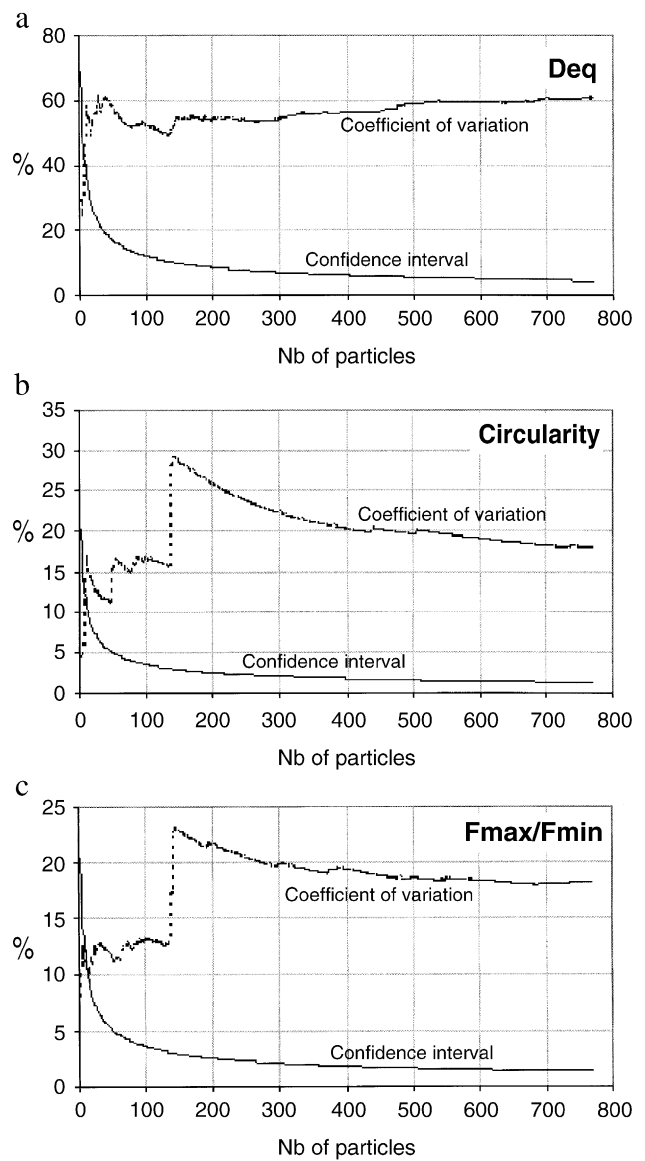 a
80
Deq
60
Coefficient of variation
%
40
20
Confidence interval
0
0 100 200 300 400 500 600 700 800
Nb of particles
b
35
Circularity
30
25
Coefficient of variation
%
20
15
10
5
Confidence interval
0
0 100 200 300 400 500 600 700 800
Nb of particles
c
25
Fmax/Fmin
20
Coefficient of variation
15
%
10
5
Confidence interval
0
0 100 200 300 400 500 600 700 800
Nb of particles